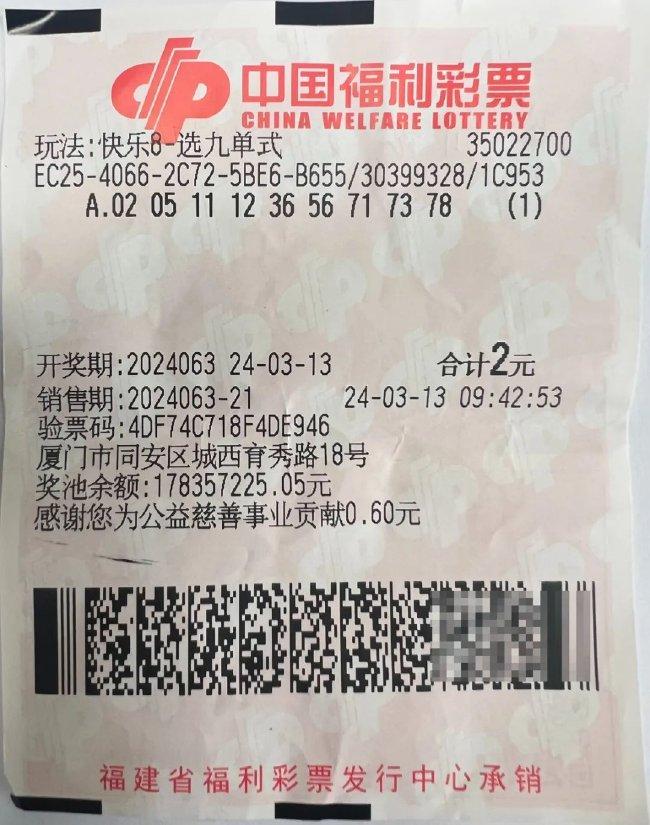 中国福利彩票
CHINA WELFARE LOTTERY
玩法:快乐8-选九单式 35022700
EC25-4066-2C72-5BE6-B655/30399328/1C953
A.02 05 11 12 36 56 71 73 78 (1)
开奖期:2024063 24-03-13 合计2元
销售期:2024063-21 24-03-13 09:42:53
验票码:4DF74C718F4DE946
厦门市同安区城西育秀路18号
奖池余额:178357225.05元
感谢您为公益慈善事业贡献0.60元
福建省福利彩票发行中心承销